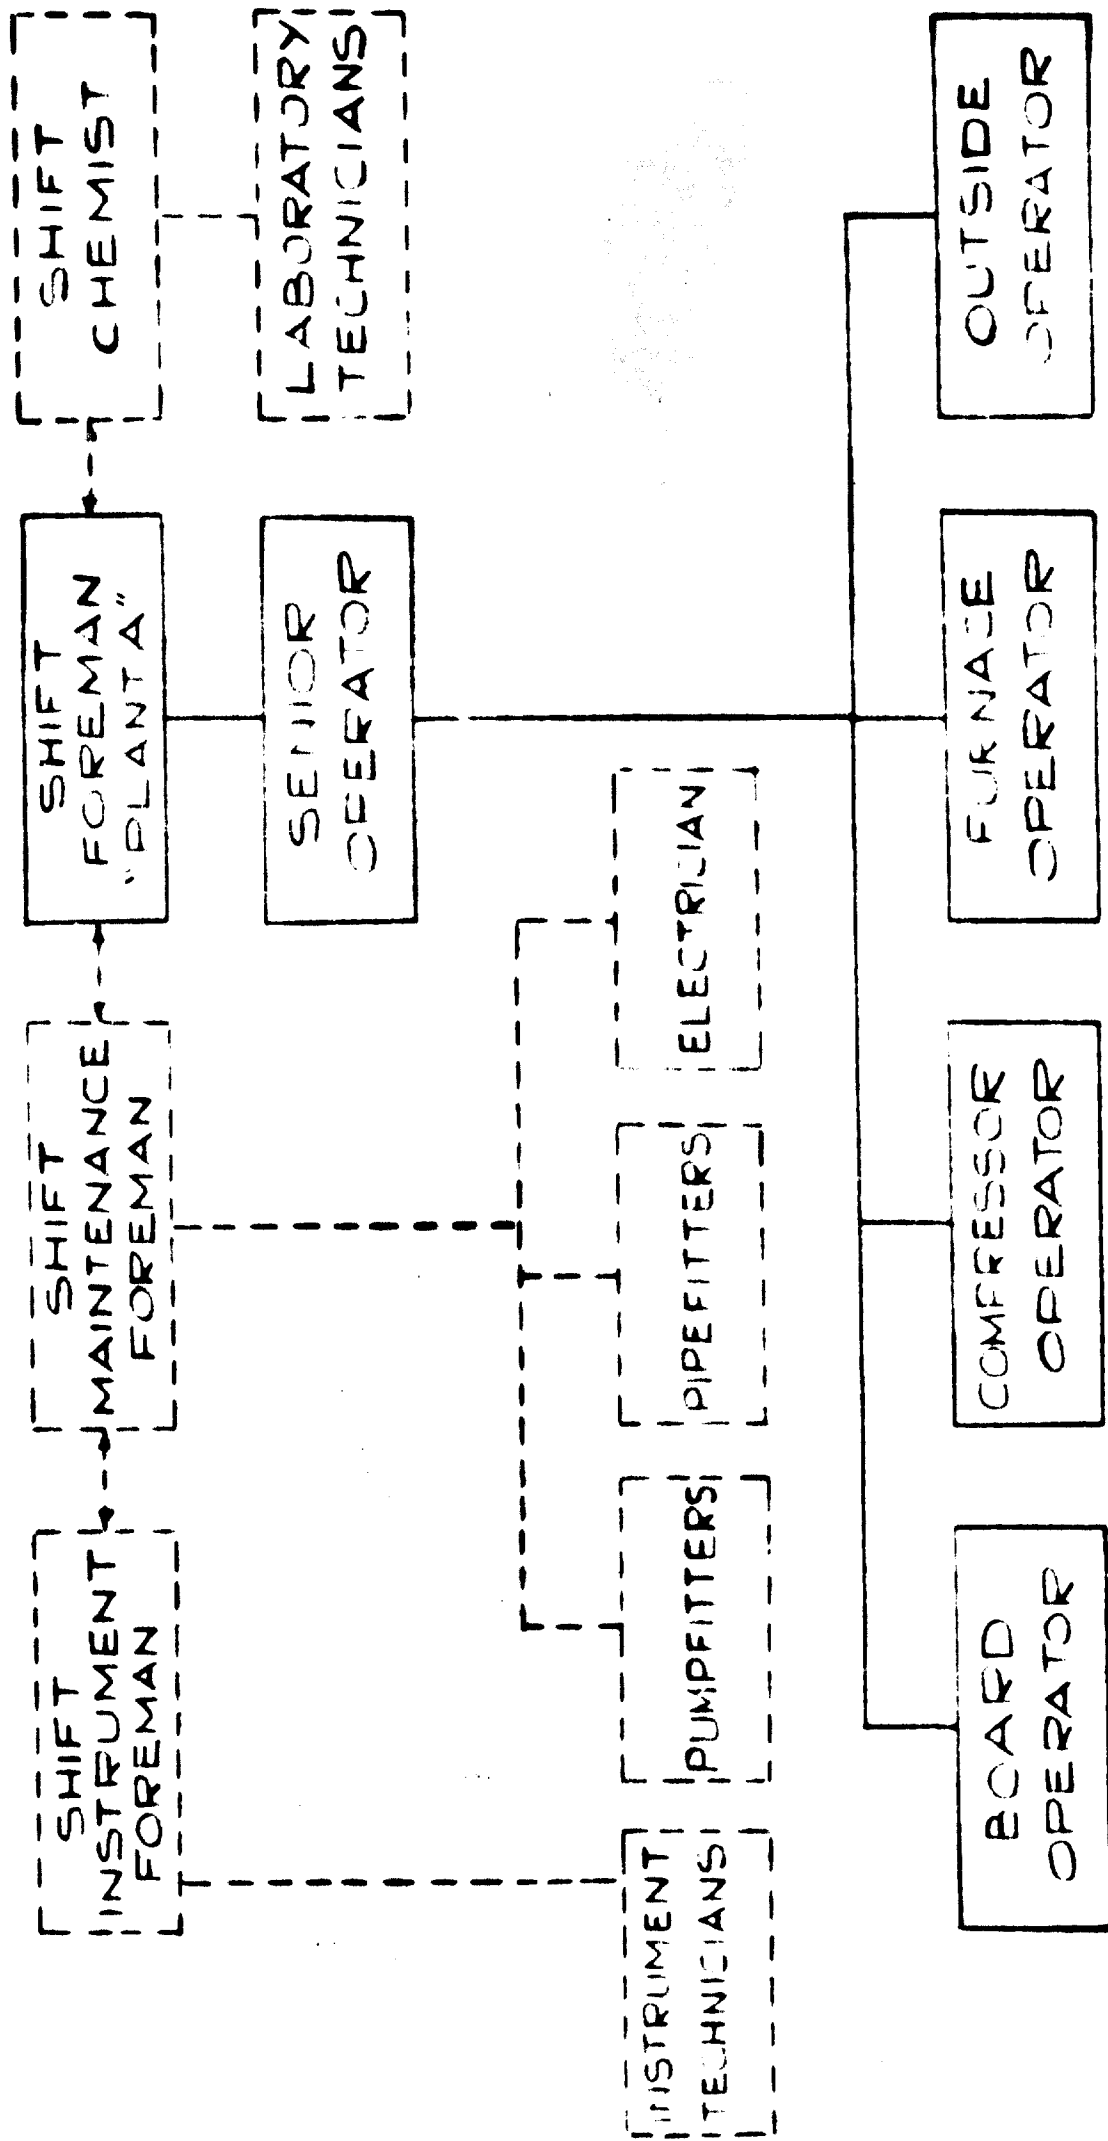 SHIFT
INSTRUMENT
FOREMAN
SHIFT
MAINTENANCE
FOREMAN
SHIFT
FOREMAN
"PLANT A"
SHIFT
CHEMIST
SENIOR
OPERATOR
LABORATORY
TECHNICIANS
INSTRUMENT
TECHNICIANS
PUMPFITTERS
PIPEFITTERS
ELECTRICIAN
BOARD
OPERATOR
COMPRESSOR
OPERATOR
FURNACE
OPERATOR
OUTSIDE
OPERATOR